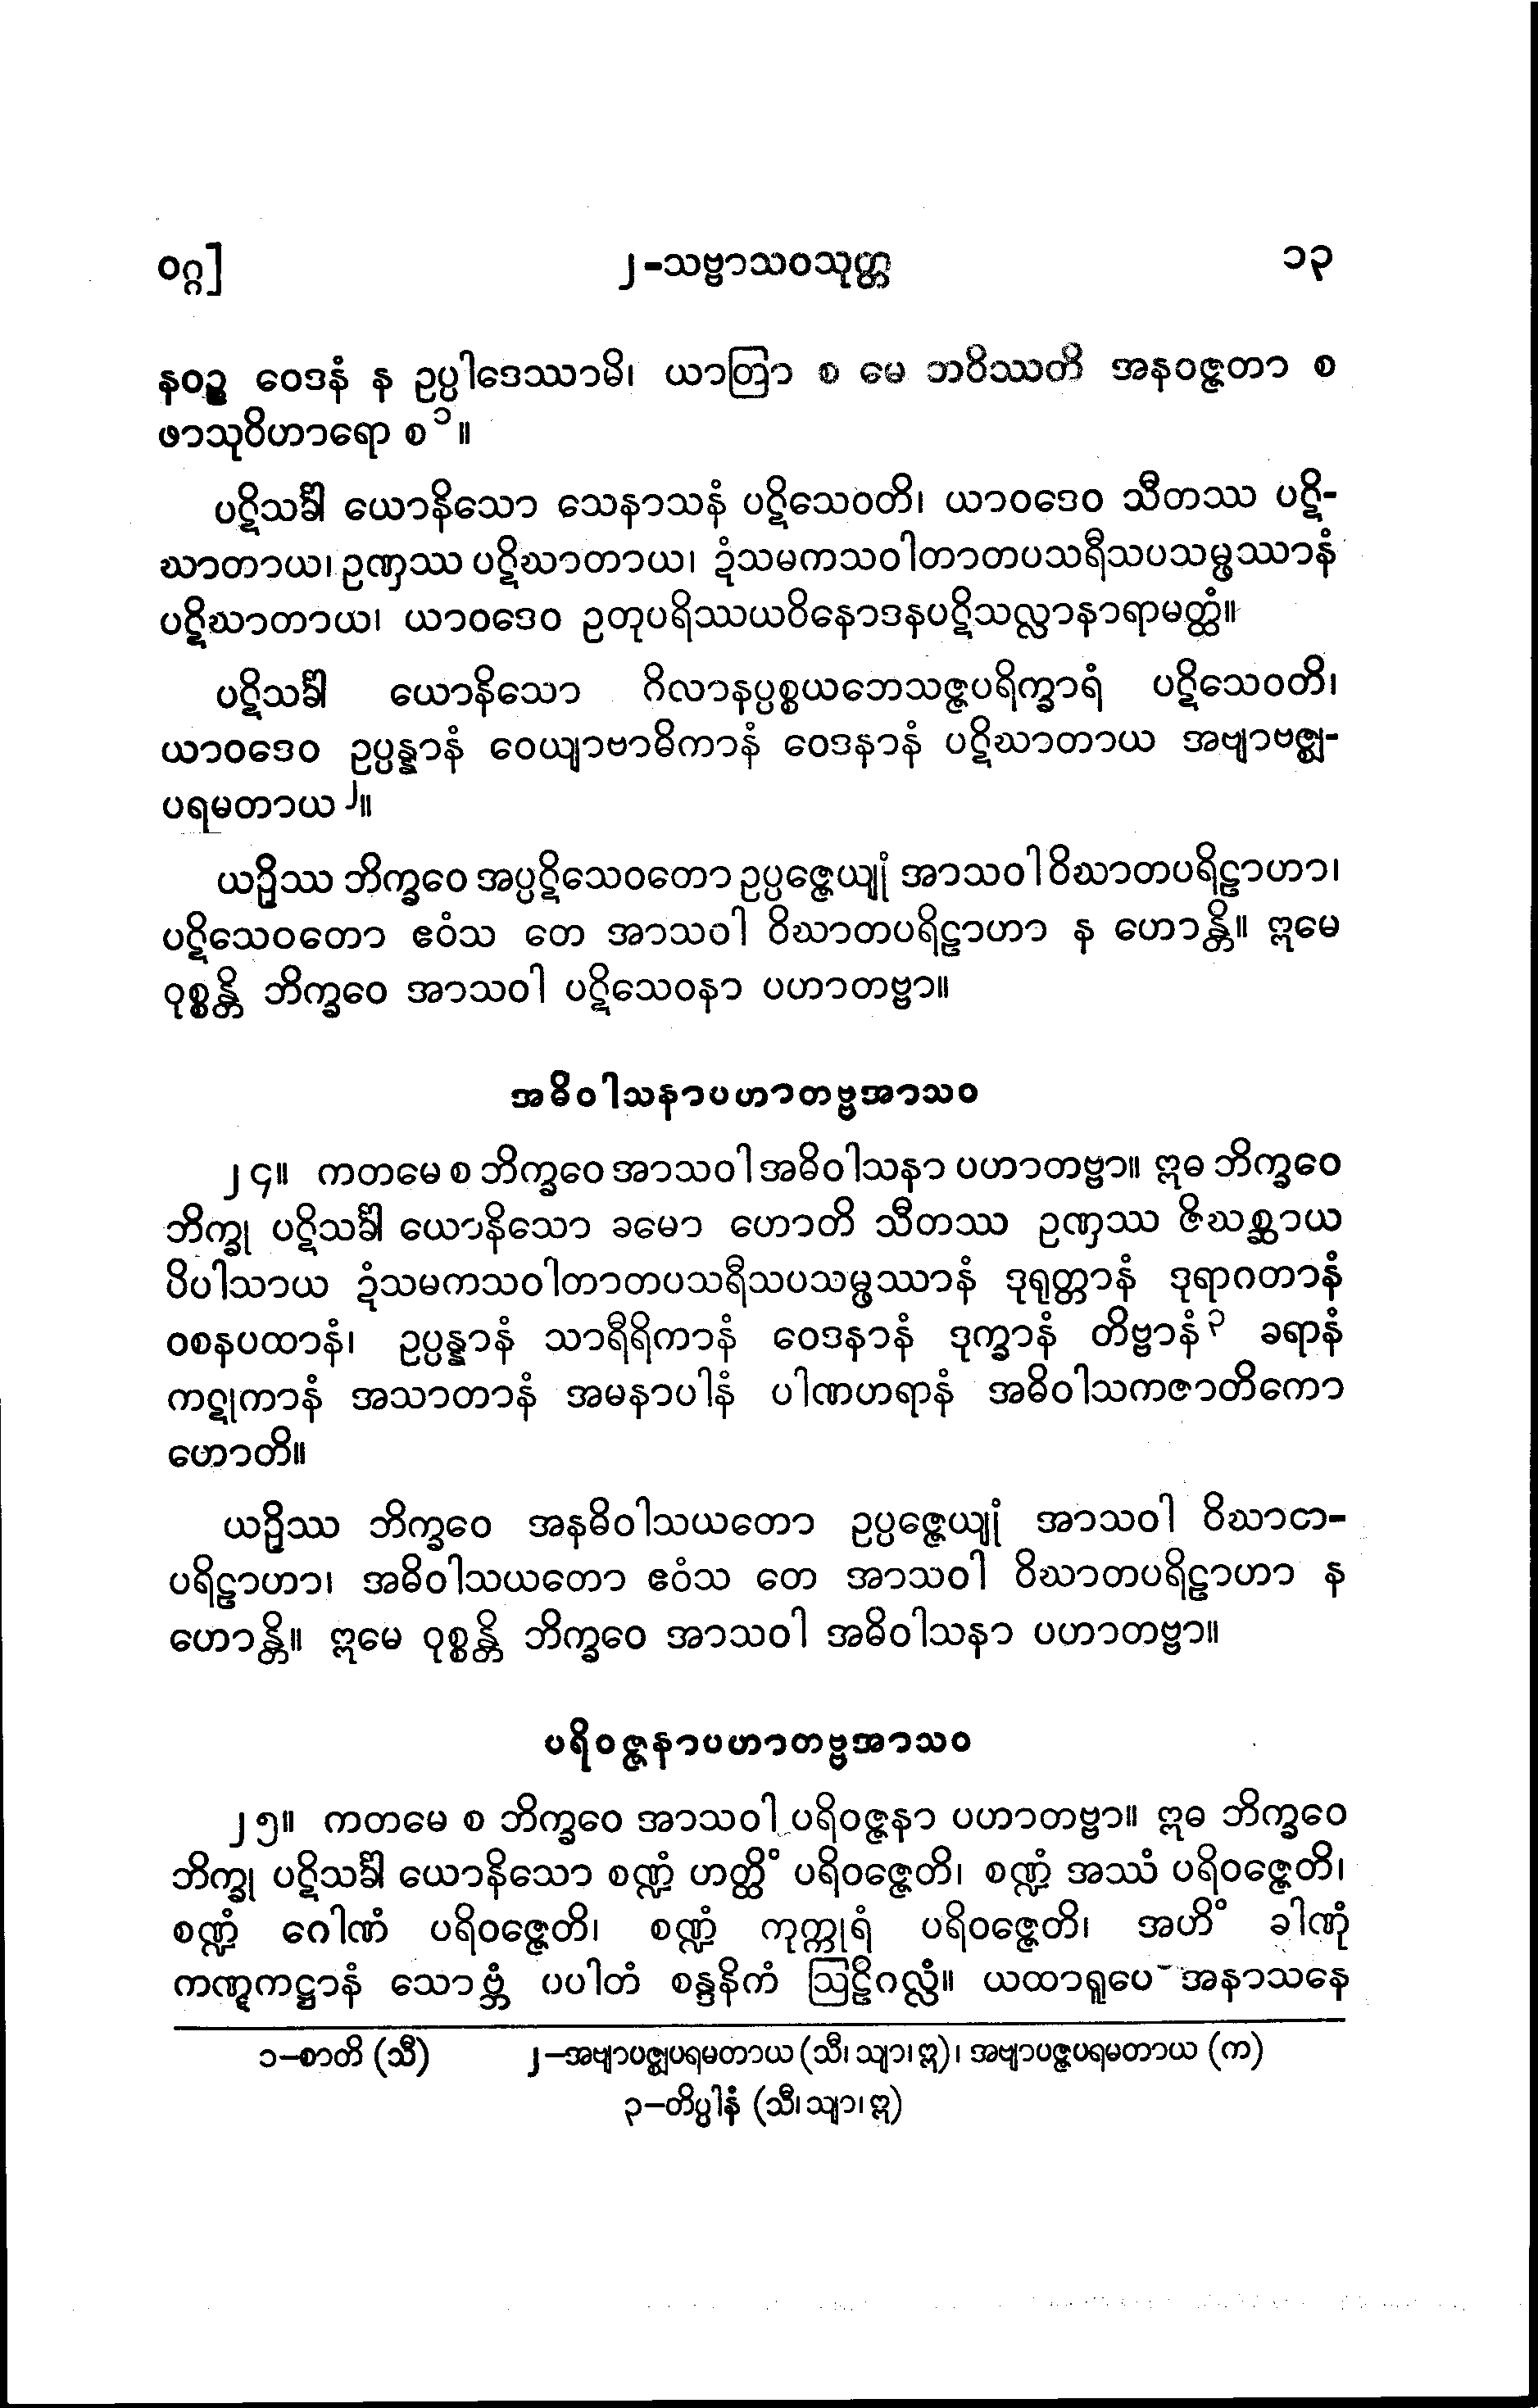 ဝဂ္ဂ]
၂-သဗ္ဗာသဝသုတ္တ
၁၃
နဝဉ္စ ဝေဒနံ န ဥပ္ပါဒေဿာမိ၊ ယာတြာ စ မေ ဘဝိဿတိ အနဝဇ္ဇတာ စ
ဖာသုဝိဟာရော စ ၁။
ပဋိသင်္ခါ ယောနိသော သေနာသနံ ပဋိသေဝတိ၊ ယာဝဒေဝ သီတဿ ပဋိ-
ဃာတာယ၊ ဥဏှဿ ပဋိဃာတာယ၊ ဍံသမကသဝါတာတပသရီသပသမ္ဖဿာနံ
ပဋိဃာတာယ၊ ယာဝဒေဝ ဥတုပရိဿယဝိနောဒနပဋိသလ္လာနာရာမတ္ထံ။
ပဋိသင်္ခါ ယောနိသော ဂိလာနပ္ပစ္စယဘေသဇ္ဇပရိက္ခာရံ ပဋိသေဝတိ၊
ယာဝဒေဝ ဥပ္ပန္နာနံ ဝေယျာဗာဓိကာနံ ဝေဒနာနံ ပဋိဃာတာယ အဗျာဗဇ္ဈ-
ပရမတာယ ၂။
ယဉှိဿ ဘိက္ခဝေ အပ္ပဋိသေဝတော ဥပ္ပဇ္ဇေယျုံ အာသဝါ ဝိဃာတပရိဠာဟာ၊
ပဋိသေဝတော ဧဝံသ တေ အာသဝါ ဝိဃာတပရိဠာဟာ န ဟောန္တိ။ ဣမေ
ဝုစ္စန္တိ ဘိက္ခဝေ အာသဝါ ပဋိသေဝနာ ပဟာတဗ္ဗာ။
အဓိဝါသနာပဟာတဗ္ဗအာသဝ
၂၄။ ကတမေ စ ဘိက္ခဝေ အာသဝါ အဓိဝါသနာ ပဟာတဗ္ဗာ။ ဣဓ ဘိက္ခဝေ
ဘိက္ခု ပဋိသင်္ခါ ယောနိသော ခမော ဟောတိ သီတဿ ဥဏှဿ ဇိဃစ္ဆာယ
ပိပါသာယ ဍံသမကသဝါတာတပသရီသပသမ္ဖဿာနံ ဒုရုတ္တာနံ ဒုရာဂတာနံ
ဝစနပထာနံ၊ ဥပ္ပန္နာနံ သာရီရိကာနံ ဝေဒနာနံ ဒုက္ခာနံ တိဗ္ဗာနံ ၃ ခရာနံ
ကဋုကာနံ အသာတာနံ အမနာပါနံ ပါဏဟရာနံ အဓိဝါသကဇာတိကော
ဟောတိ။
ယဉှိဿ ဘိက္ခဝေ အနဓိဝါသယတော ဥပ္ပဇ္ဇေယျုံ အာသဝါ ဝိဃာတ-
ပရိဠာဟာ၊ အဓိဝါသယတော ဧဝံသ တေ အာသဝါ ဝိဃာတပရိဠာဟာ န
ဟောန္တိ။ ဣမေ ဝုစ္စန္တိ ဘိက္ခဝေ အာသဝါ အဓိဝါသနာ ပဟာတဗ္ဗာ။
ပရိဝဇ္ဇနာပဟာတဗ္ဗအာသဝ
၂၅။ ကတမေ စ ဘိက္ခဝေ အာသဝါ ပရိဝဇ္ဇနာ ပဟာတဗ္ဗာ။ ဣဓ ဘိက္ခဝေ
ဘိက္ခု ပဋိသင်္ခါ ယောနိသော စဏ္ဍံ ဟတ္ထိံ ပရိဝဇ္ဇေတိ၊ စဏ္ဍံ အဿံ ပရိဝဇ္ဇေတိ၊
စဏ္ဍံ ဂေါဏံ ပရိဝဇ္ဇေတိ၊ စဏ္ဍံ ကုက္ကုရံ ပရိဝဇ္ဇေတိ၊ အဟိံ ခါဏုံ
ကဏ္ဋကဋ္ဌာနံ သောဗ္ဘံ ပပါတံ စန္ဒနိကံ ဩဠိဂလ္လံ။ ယထာရူပေ အနာသနေ
၁-စာတိ (သီ) ၂-အဗျာပဇ္ဈပရမတာယ (သီ၊ သျာ၊ ဣ)၊ အဗျာပဇ္ဇပရမတာယ (က)
၃-တိပ္ပါနံ (သီ၊ သျာ၊ ဣ)